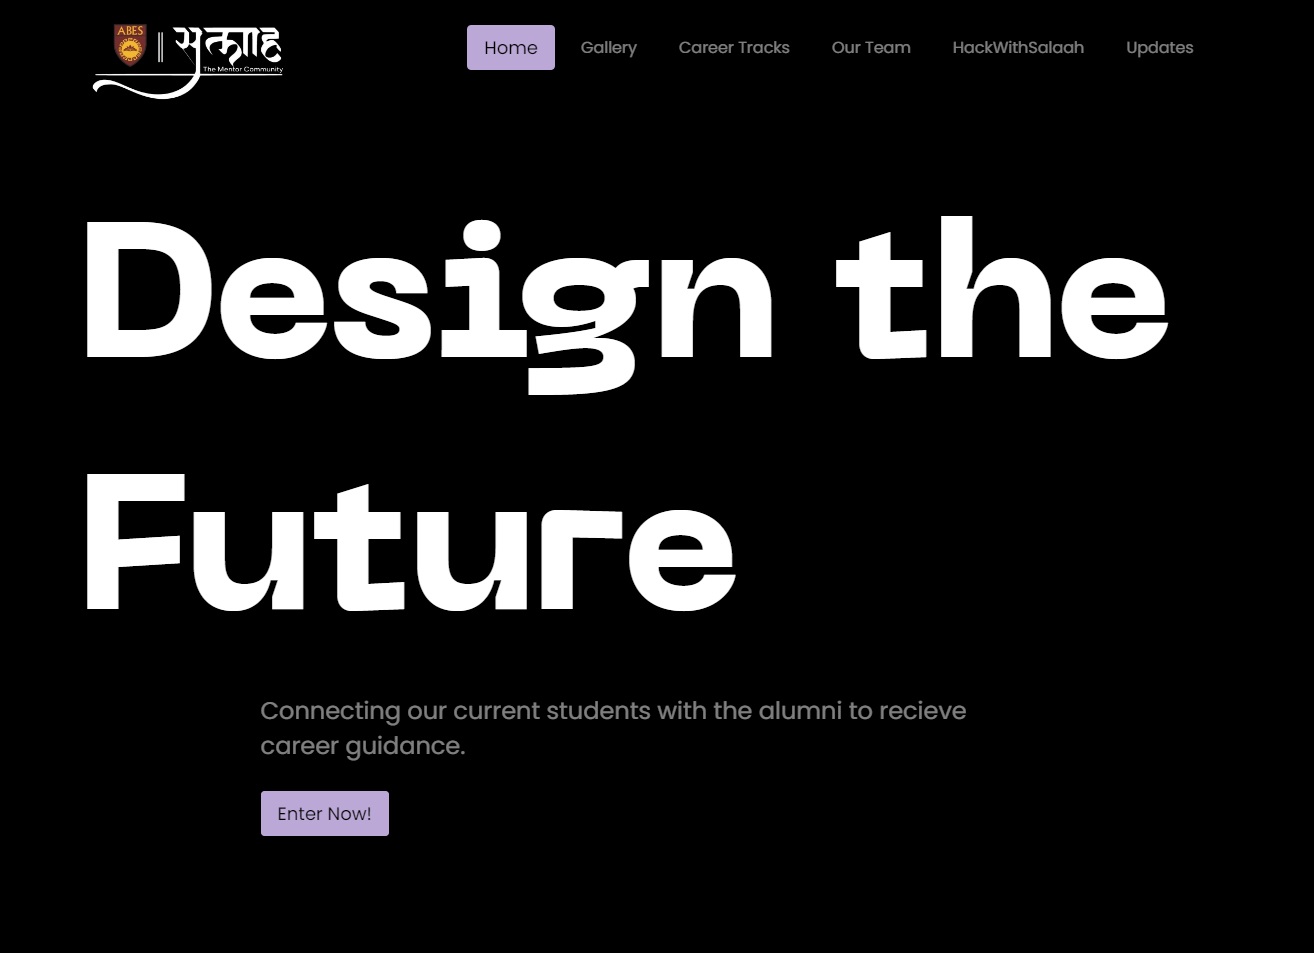 ABES
सलाह
The Mentor Community
Home Gallery Career Tracks Our Team HackWithSalaah Updates
Design the
Future
Connecting our current students with the alumni to recieve
career guidance.
Enter Now!